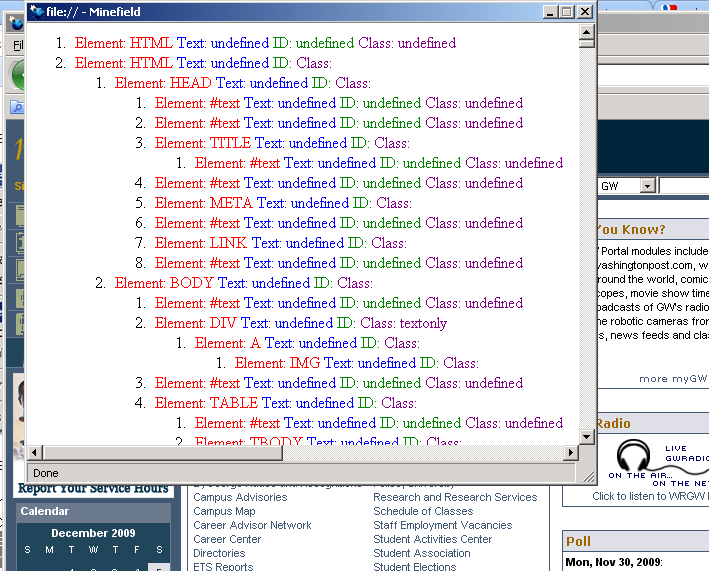 file:// - Minefield
1. Element: HTML Text: undefined ID: undefined Class: undefined
2. Element: HTML Text: undefined ID: Class:
1. Element: HEAD Text: undefined ID: Class:
1. Element: #text Text: undefined ID: undefined Class: undefined
2. Element: #text Text: undefined ID: undefined Class: undefined
3. Element: TITLE Text: undefined ID: Class:
1. Element: #text Text: undefined ID: undefined Class: undefined
4. Element: #text Text: undefined ID: undefined Class: undefined
5. Element: META Text: undefined ID: Class:
6. Element: #text Text: undefined ID: undefined Class: undefined
7. Element: LINK Text: undefined ID: Class:
8. Element: #text Text: undefined ID: undefined Class: undefined
2. Element: BODY Text: undefined ID: Class:
1. Element: #text Text: undefined ID: undefined Class: undefined
2. Element: DIV Text: undefined ID: Class: textonly
1. Element: A Text: undefined ID: Class:
1. Element: IMG Text: undefined ID: Class:
3. Element: #text Text: undefined ID: undefined Class: undefined
4. Element: TABLE Text: undefined ID: Class:
1. Element: #text Text: undefined ID: undefined Class: undefined
2. Element: TBODY Text: undefined ID: Class:
Done
GW
You Know?
Portal modules include
washingtonpost.com, w
round the world, comic
copes, movie show time
oadcasts of GW's radio
he robotic cameras from
s, news feeds and clas
more myGW
Radio
LIVE
GWRADIO
ON THE AIR...
ON THE NET
Click to listen to WRGW
Poll
Mon, Nov 30, 2009:
Report Your Service Hours
Calendar
December 2009
S M T W T F S
Campus Advisories
Campus Map
Career Advisor Network
Career Center
Directories
ETS Reports
Research and Research Services
Schedule of Classes
Staff Employment Vacancies
Student Activities Center
Student Association
Student Elections